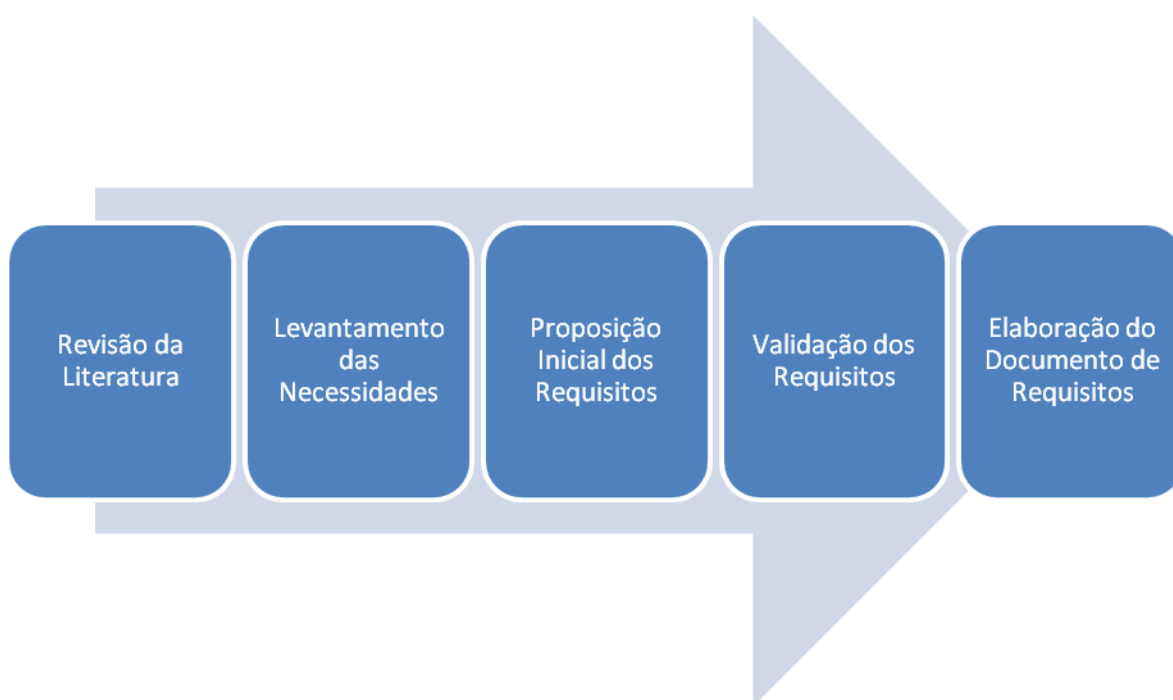 Revisão da
Literatura
Levantamento
das
Necessidades
Proposição
Inicial dos
Requisitos
Validação dos
Requisitos
Elaboração do
Documento de
Requisitos